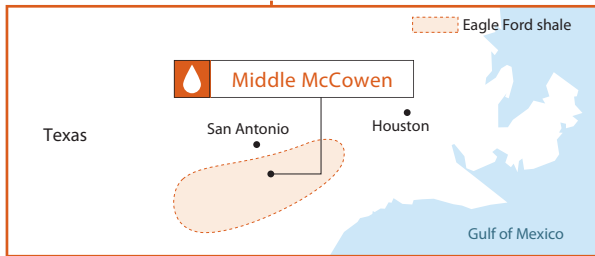 Eagle Ford shale
Middle McCowen
Texas
San Antonio
Houston
Gulf of Mexico